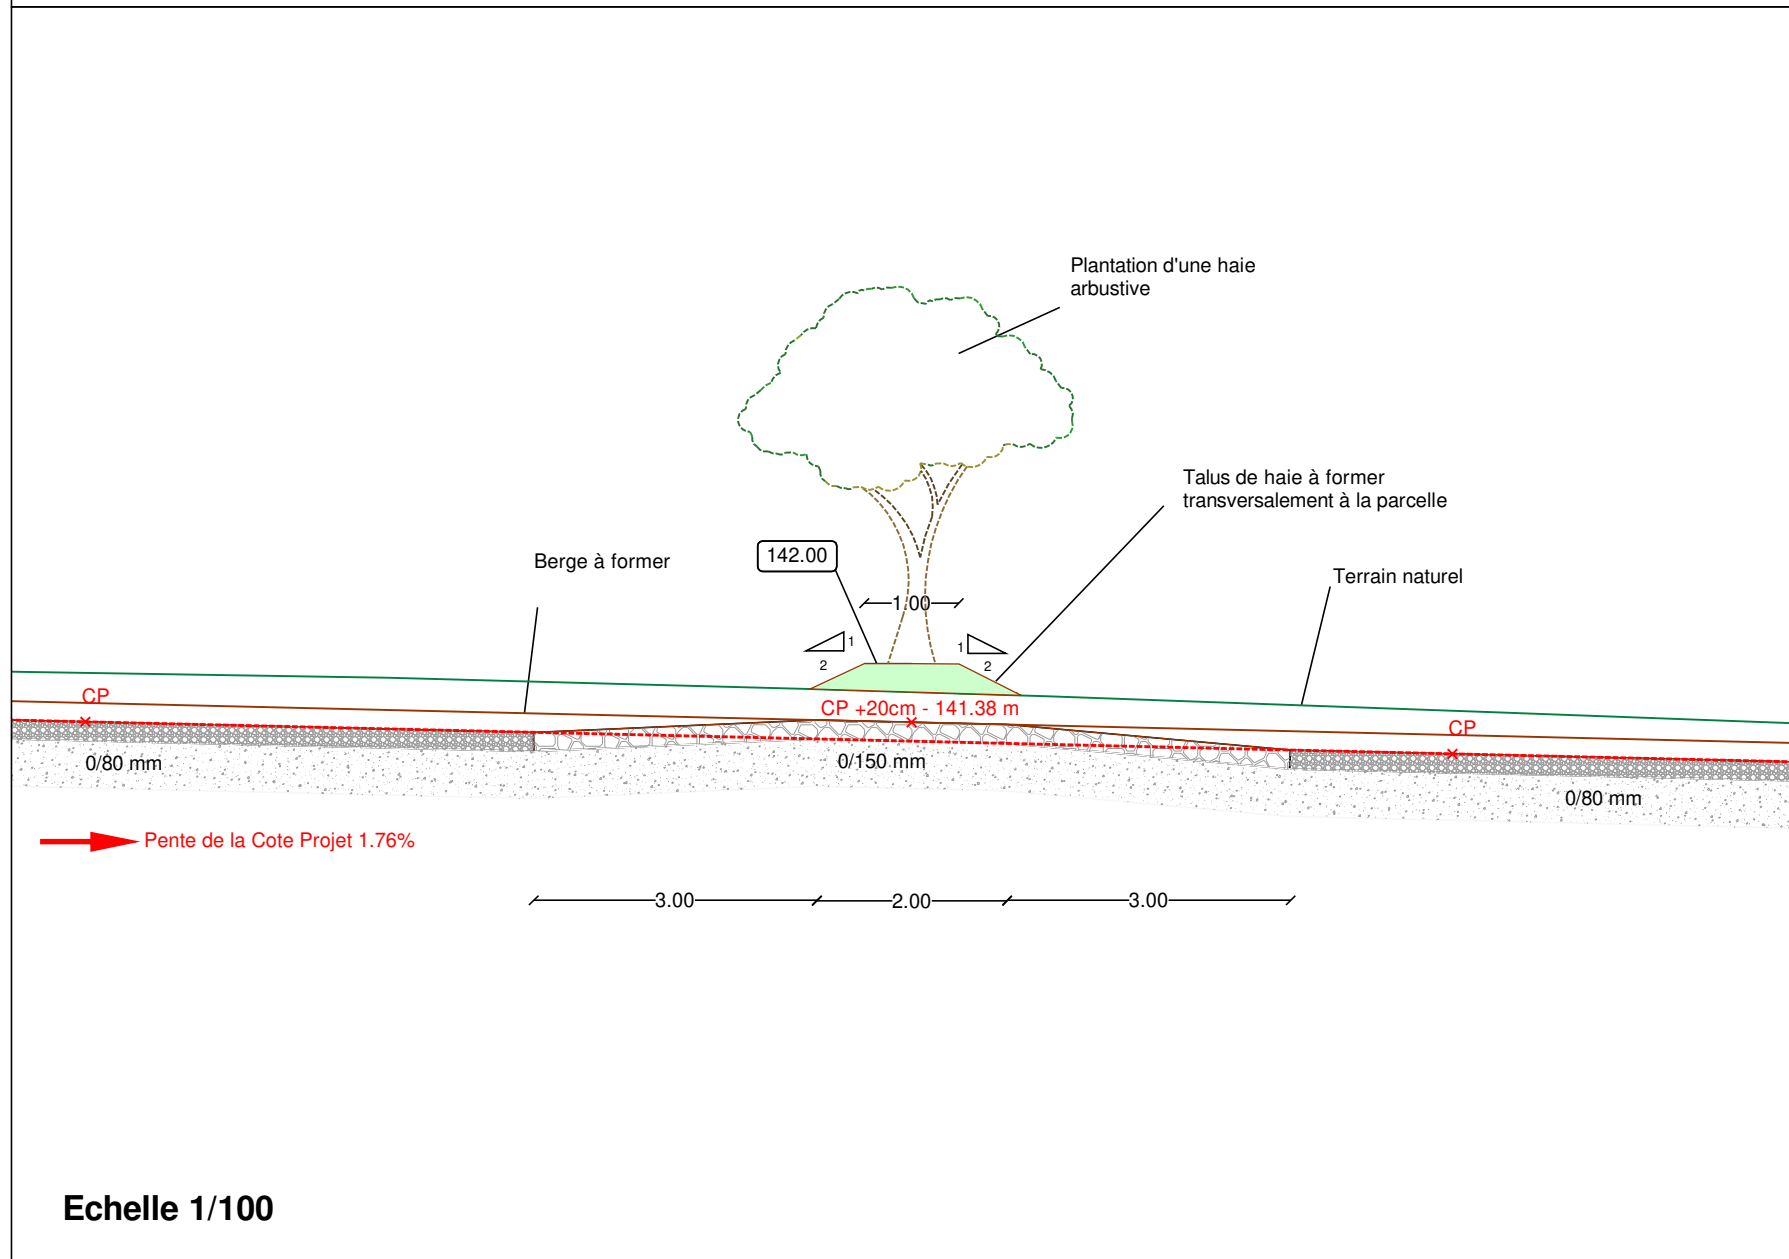 Plantation d'une haie
arbustive
Talus de haie à former
transversalement à la parcelle
142.00
Berge à former
Terrain naturel
1.00
1
2
1
2
CP
CP +20cm - 141.38 m
CP
0/80 mm
0/150 mm
0/80 mm
Pente de la Cote Projet 1.76%
3.00
2.00
3.00
Echelle 1/100